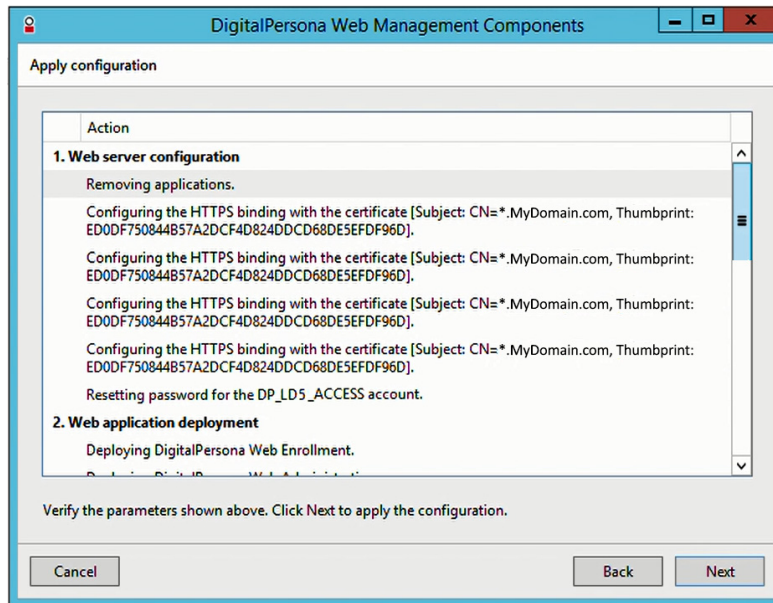 DigitalPersona Web Management Components
Apply configuration
Action
1. Web server configuration
Removing applications.
Configuring the HTTPS binding with the certificate [Subject: CN=*.MyDomain.com, Thumbprint:
ED0DF750844B57A2DCF4D824DDCD68DE5EFDF96D].
Configuring the HTTPS binding with the certificate [Subject: CN=*.MyDomain.com, Thumbprint:
ED0DF750844B57A2DCF4D824DDCD68DE5EFDF96D].
Configuring the HTTPS binding with the certificate [Subject: CN=*.MyDomain.com, Thumbprint:
ED0DF750844B57A2DCF4D824DDCD68DE5EFDF96D].
Configuring the HTTPS binding with the certificate [Subject: CN=*.MyDomain.com, Thumbprint:
ED0DF750844B57A2DCF4D824DDCD68DE5EFDF96D].
Resetting password for the DP_LD5_ACCESS account.
2. Web application deployment
Deploying DigitalPersona Web Enrollment.
Verify the parameters shown above. Click Next to apply the configuration.
Cancel
Back
Next